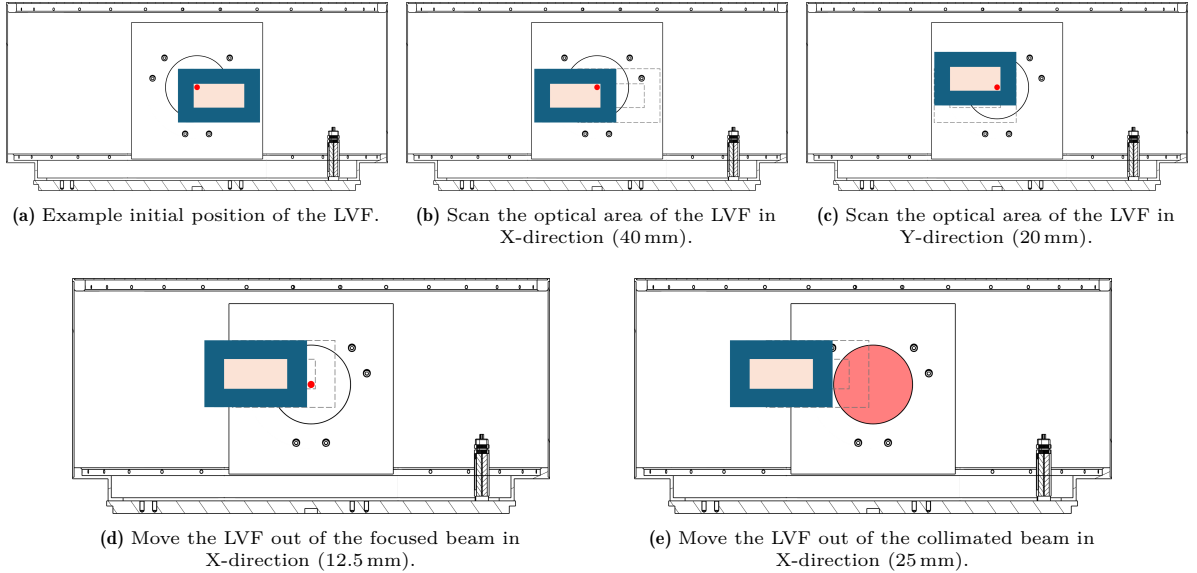 (a) Example initial position of the LVF.
(b) Scan the optical area of the LVF in
X-direction (40 mm).
(c) Scan the optical area of the LVF in
Y-direction (20 mm).
(d) Move the LVF out of the focused beam in
X-direction (12.5 mm).
(e) Move the LVF out of the collimated beam in
X-direction (25 mm).